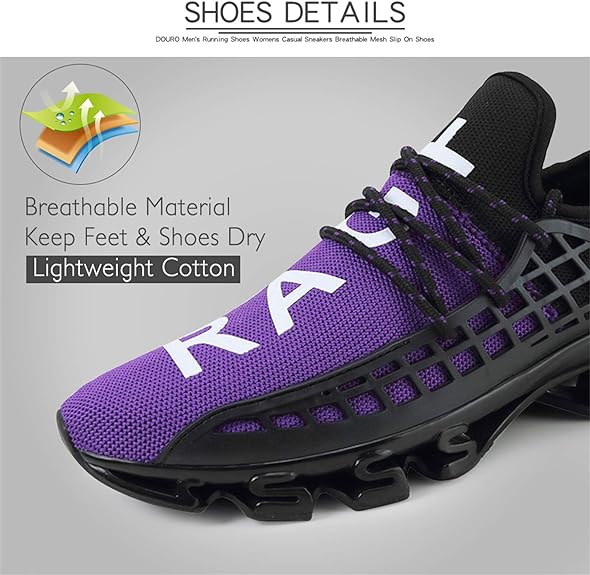 SHOES DETAILS
DOURO Men's Running Shoes Womens Casual Sneakers Breathable Mesh Slip On Shoes
Breathable Material
Keep Feet & Shoes Dry
Lightweight Cotton
RA